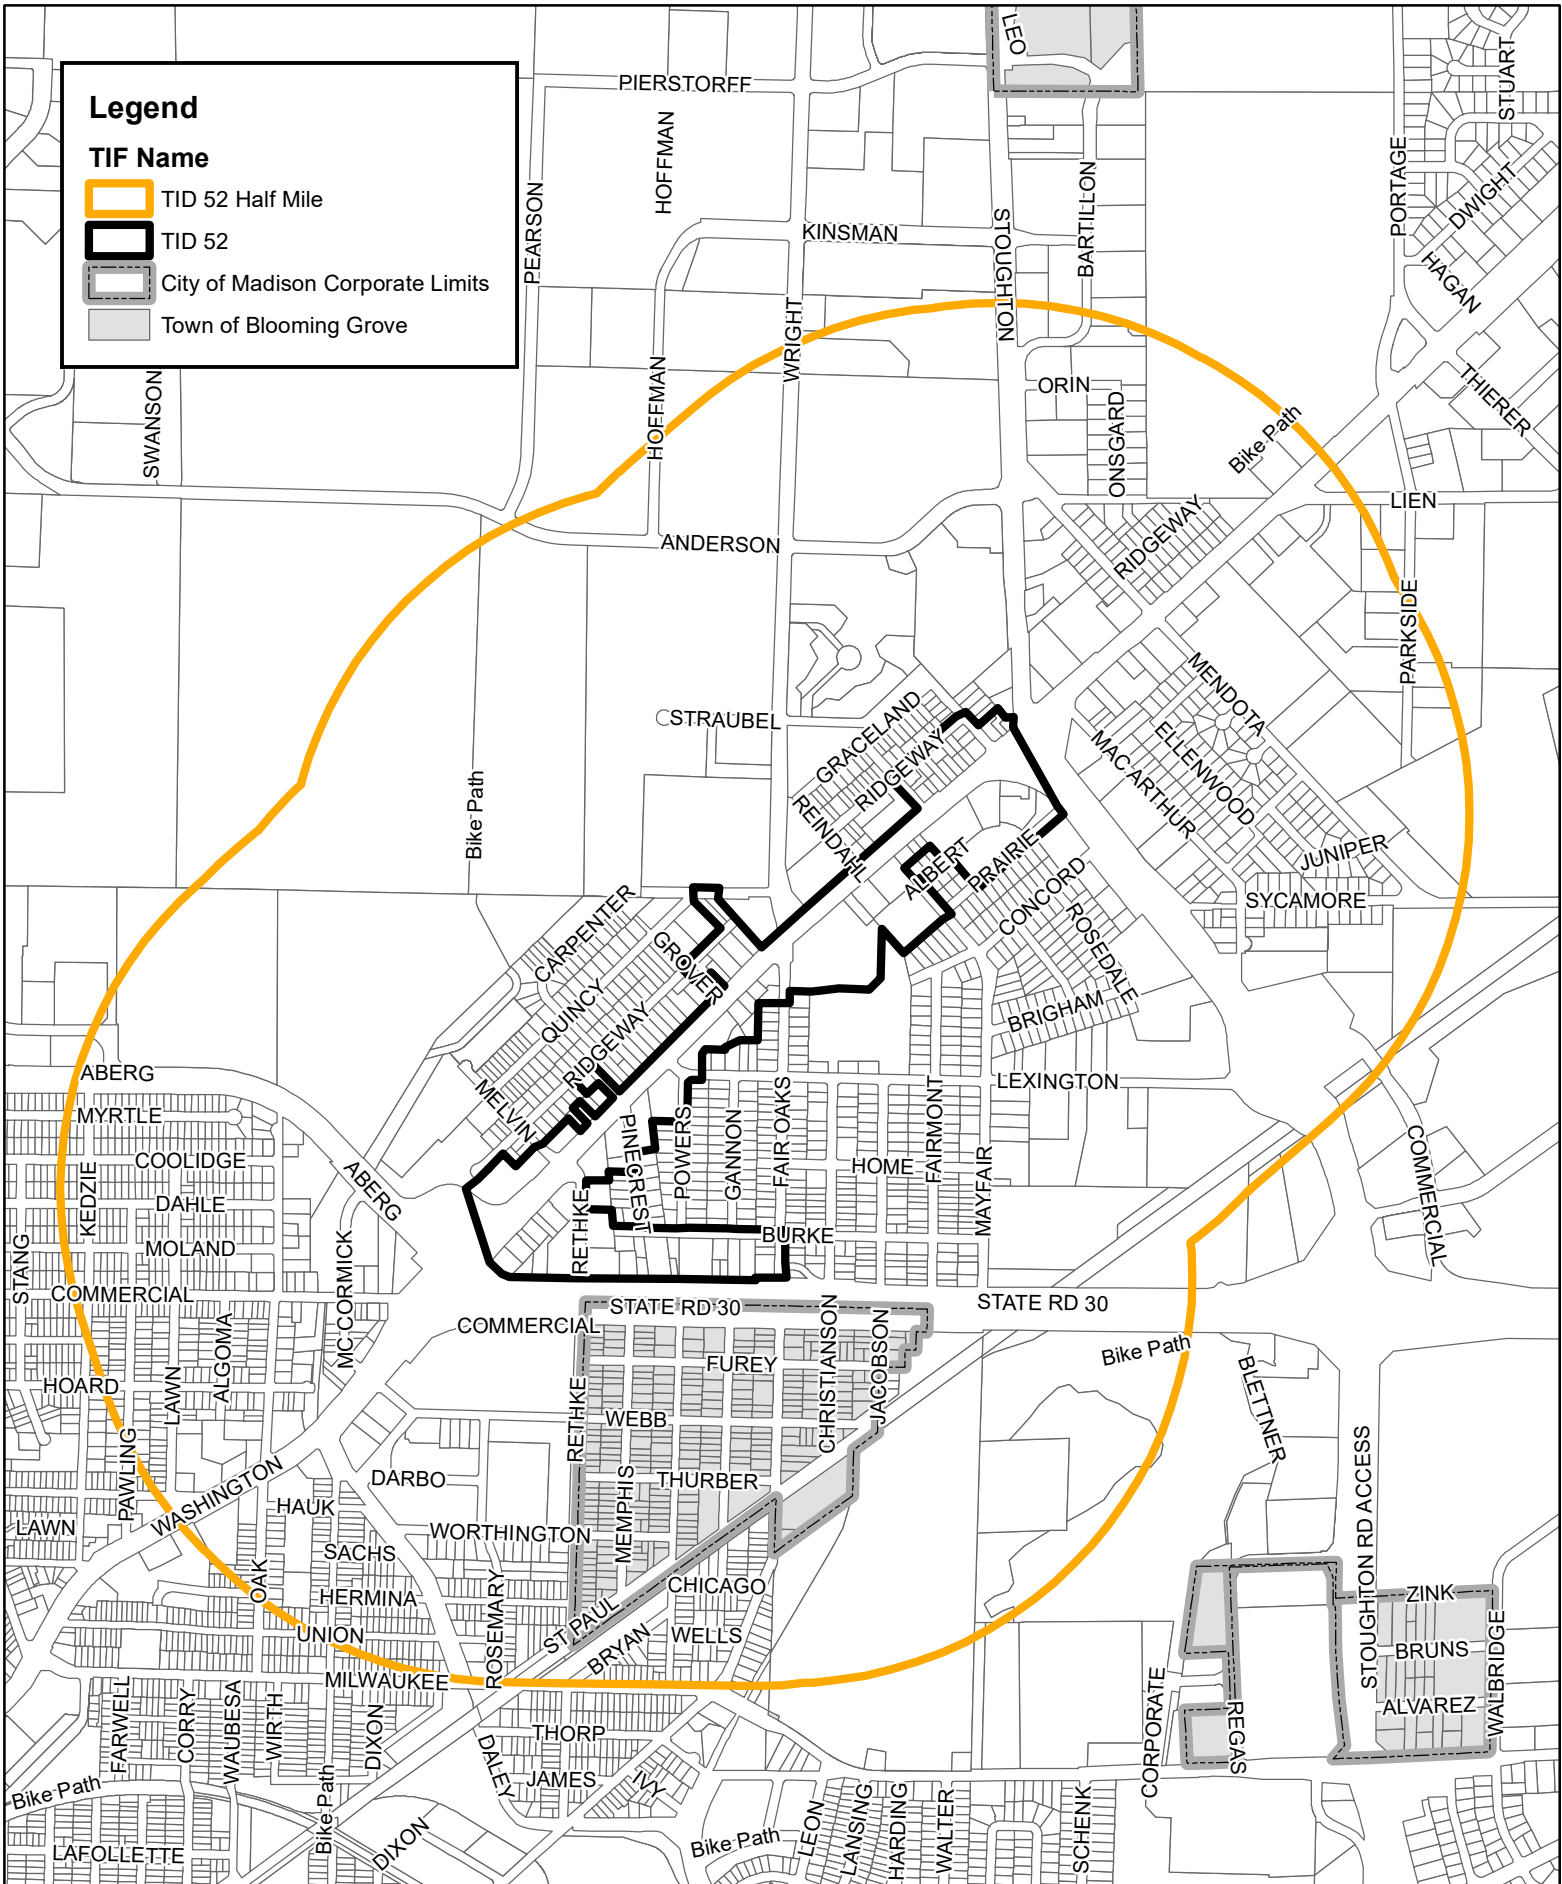 LEO
STUART
Legend
PIERSTORFF
TIF Name
HOFFMAN
PORTAGE
DWIGHT
TID 52 Half Mile
PEARSON
BARTILLON
TID 52
KINSMAN
STOUGHTON
HAGAN
City of Madison Corporate Limits
Town of Blooming Grove
WRIGHT
SWANSON
HOFFMAN
ORIN
THIERER
ONSGARD
Bike Path
LIEN
ANDERSON
RIDGEWAY
PARKSIDE
MENDOTA
STRAUBEL
GRACELAND
ELLENWOOD
RIDGEWAY
MACARTHUR
REINDAHL
Bike Path
ALBERT
PRAIRIE
JUNIPER
CONCORD
SYCAMORE
CARPENTER
GROVER
ROSEDALE
QUINCY
BRIGHAM
RIDGEWAY
ABERG
LEXINGTON
MYRTLE
MELVIN
PINECREST
POWERS
GANNON
FAIR OAKS
FAIRMONT
MAYFAIR
COMMERCIAL
COOLIDGE
HOME
KEDZIE
DAHLE
ABERG
RETHKE
MOLAND
BURKE
STANG
MC CORMICK
COMMERCIAL
STATE RD 30
STATE RD 30
COMMERCIAL
CHRISTIANSON
JACOBSON
ALGOMA
Bike Path
FUREY
HOARD
LAWN
BLETTNER
RETHKE
WEBB
PAWLING
WASHINGTON
DARBO
THURBER
STOUGHTON RD ACCESS
HAUK
MEMPHIS
LAWN
WORTHINGTON
SACHS
OAK
CHICAGO
HERMINA
ROSEMARY
ZINK
ST PAUL
UNION
BRYAN
WELLS
BRUNS
WALBRIDGE
MILWAUKEE
CORPORATE
FARWELL
CORRY
WAUBESA
WIRTH
DIXON
REGAS
ALVAREZ
THORP
DALEY
JAMES
IVY
Bike Path
Bike Path
LEON
LANSING
HARDING
WALTER
SCHENK
Bike Path
DIXON
LAFOLLETTE